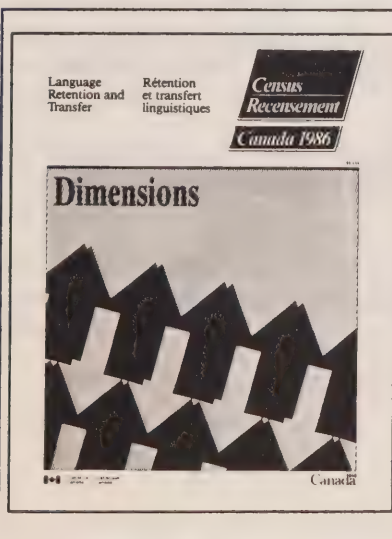 Language
Retention and
Transfer
Rétention
et transfert
linguistiques
Census
Recensement
Canada 1986
Dimensions
Canada